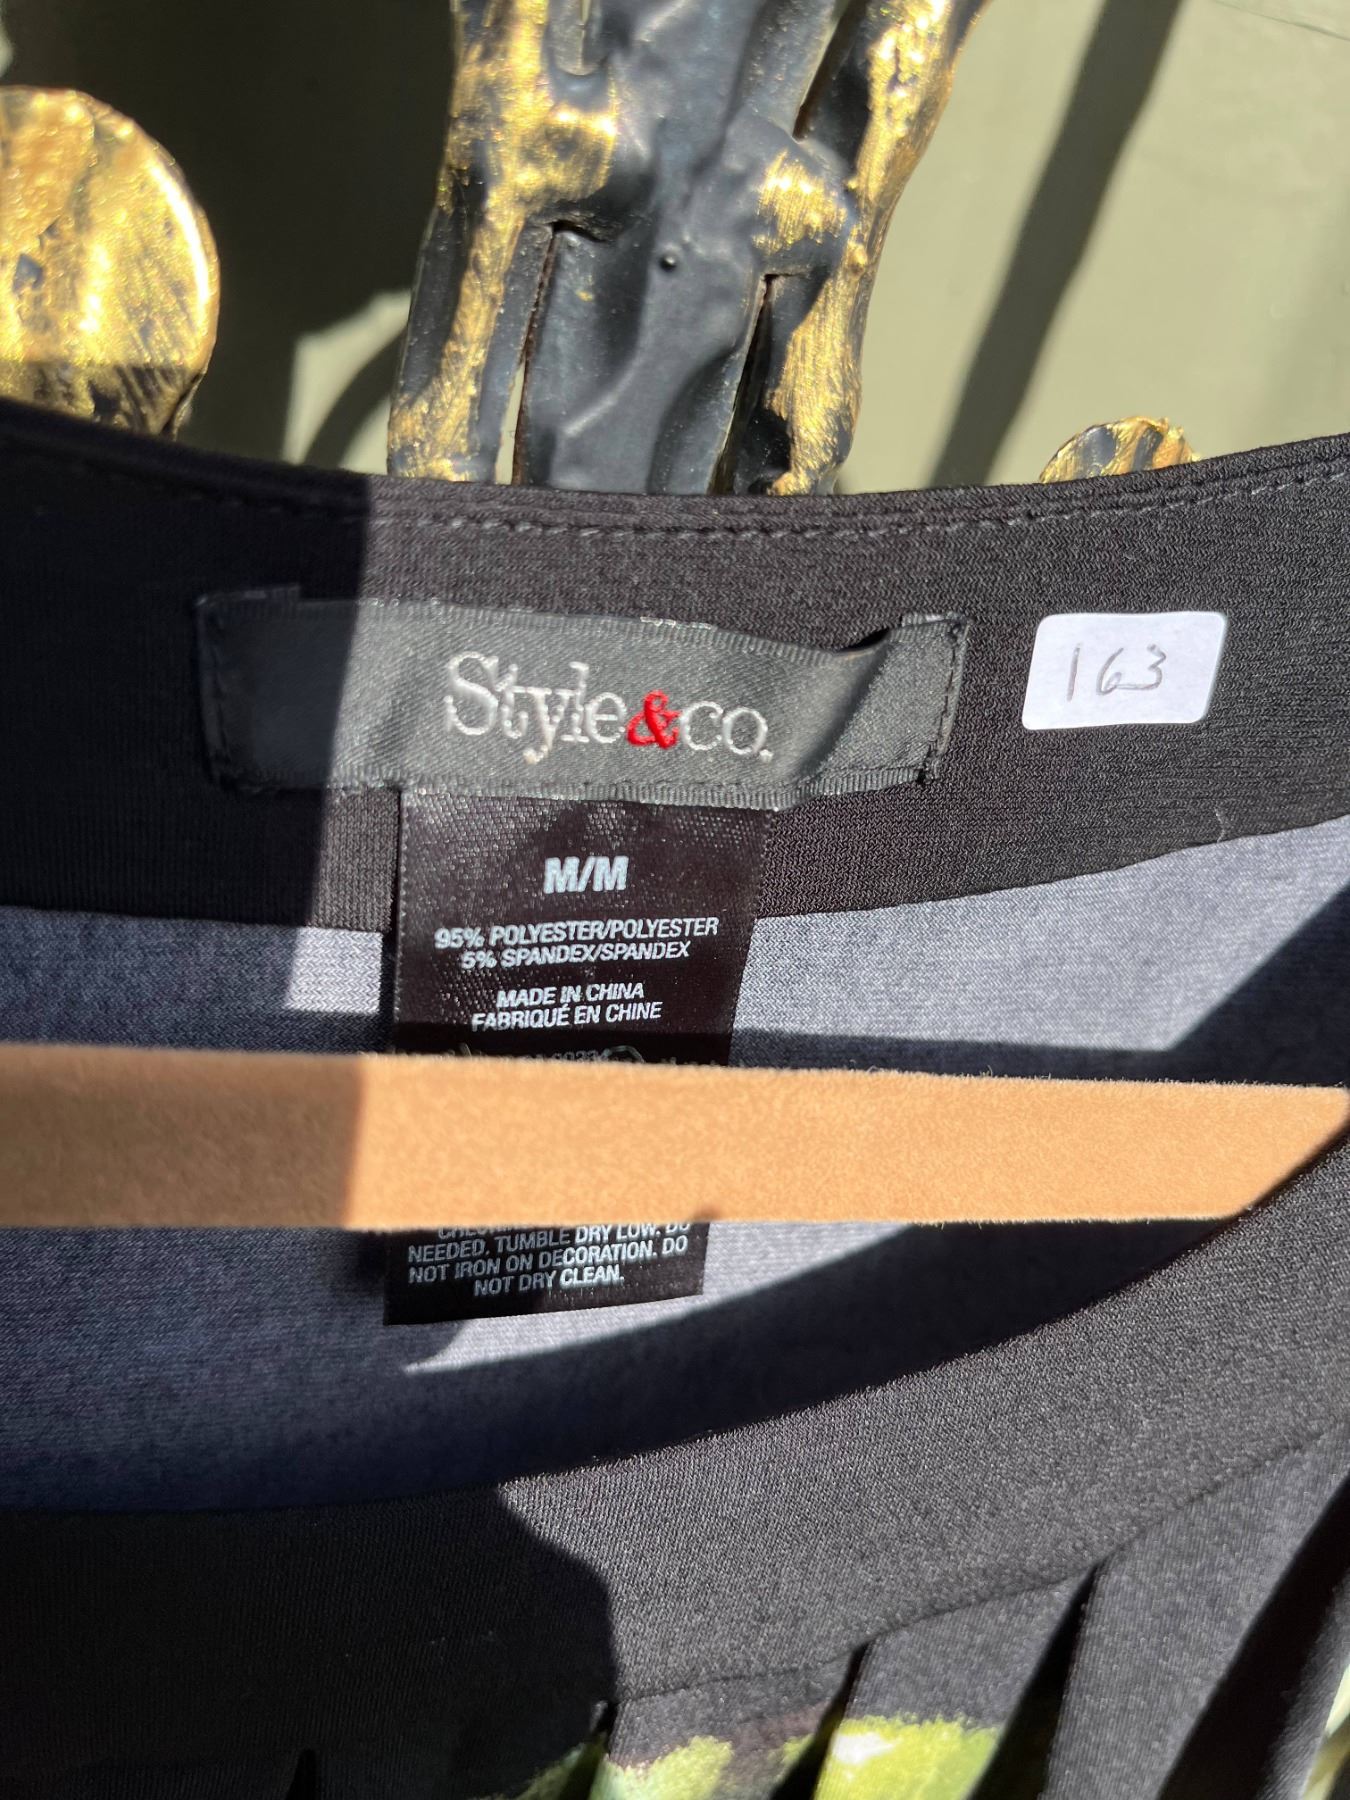 Style&co.
163
M/M
95% POLYESTER/POLYESTER
5% SPANDEX/SPANDEX
MADE IN CHINA
FABRIQUÉ EN CHINE
NEEDED. TUMBLE DRY LOW. DO
NOT IRON ON DECORATION. DO
NOT DRY CLEAN.